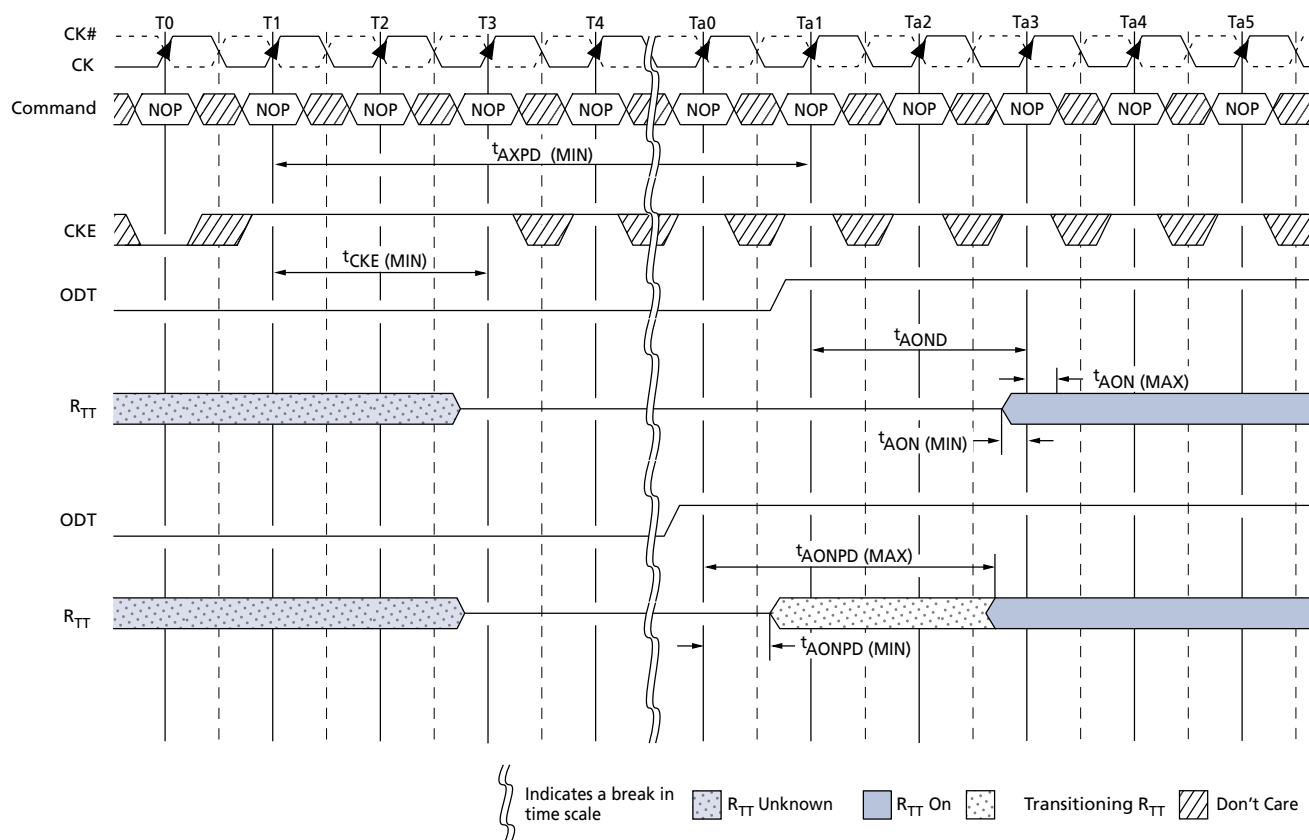 T0 T1 T2 T3 T4 Ta0 Ta1 Ta2 Ta3 Ta4 Ta5
CK#
CK
Command NOP NOP NOP NOP NOP NOP NOP NOP NOP NOP NOP
tAXPD (MIN)
CKE
tCKE (MIN)
ODT
tAOND
tAON (MAX)
RTT
tAON (MIN)
ODT
tAONPD (MAX)
RTT
tAONPD (MIN)
Indicates a break in
time scale
RTT Unknown RTT On Transitioning RTT Don't Care